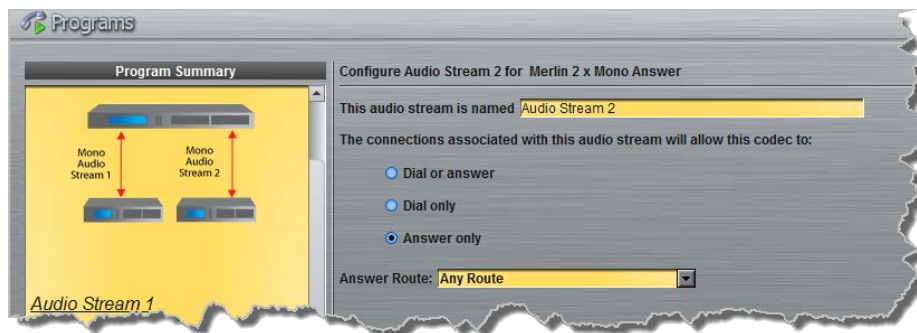 Programs
Program Summary
Mono
Audio
Stream 1
Mono
Audio
Stream 2
Audio Stream 1
Configure Audio Stream 2 for Merlin 2 x Mono Answer
This audio stream is named Audio Stream 2
The connections associated with this audio stream will allow this codec to:
Dial or answer
Dial only
Answer only
Answer Route: Any Route